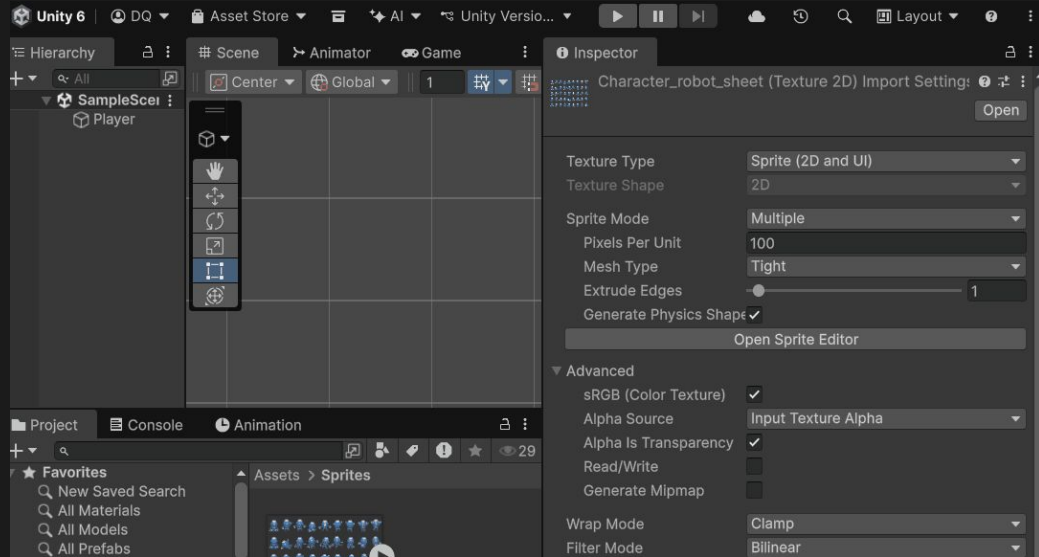 Unity 6 DQ Asset Store AI Unity Versio...  Layout
Hierarchy
All
SampleScei
Player
Scene Animator Game
Center Global 1
Inspector
Character_robot_sheet (Texture 2D) Import Settings
Open
Texture Type Sprite (2D and UI)
Texture Shape 2D
Sprite Mode Multiple
Pixels Per Unit 100
Mesh Type Tight
Extrude Edges 1
Generate Physics Shape
Open Sprite Editor
Advanced
sRGB (Color Texture)
Alpha Source Input Texture Alpha
Alpha Is Transparency
Read/Write
Generate Mipmap
Wrap Mode Clamp
Filter Mode Bilinear
Project Console Animation
29
Favorites
New Saved Search
All Materials
All Models
All Prefabs
Assets > Sprites